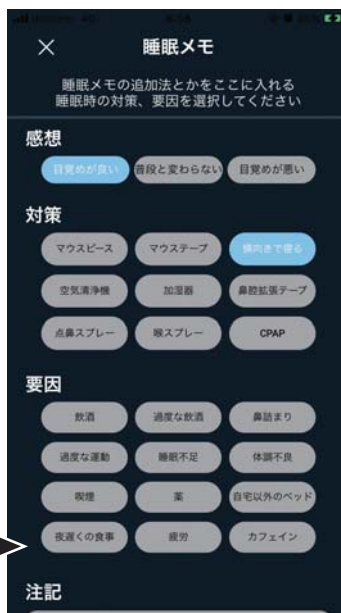 睡眠メモ
睡眠メモの追加法とかをここに入れる
睡眠時の対策、要因を選択してください
感想
目覚めが良い 普段と変わらない 目覚めが悪い
対策
マウスピース マウステープ 横向きで寝る
空気清浄機 加湿器 鼻腔拡張テープ
点鼻スプレー 喉スプレー CPAP
要因
飲酒 過度な飲酒 鼻詰まり
過度な運動 睡眠不足 体調不良
喫煙 薬 自宅以外のベッド
夜遅くの食事 疲労 カフェイン
注記